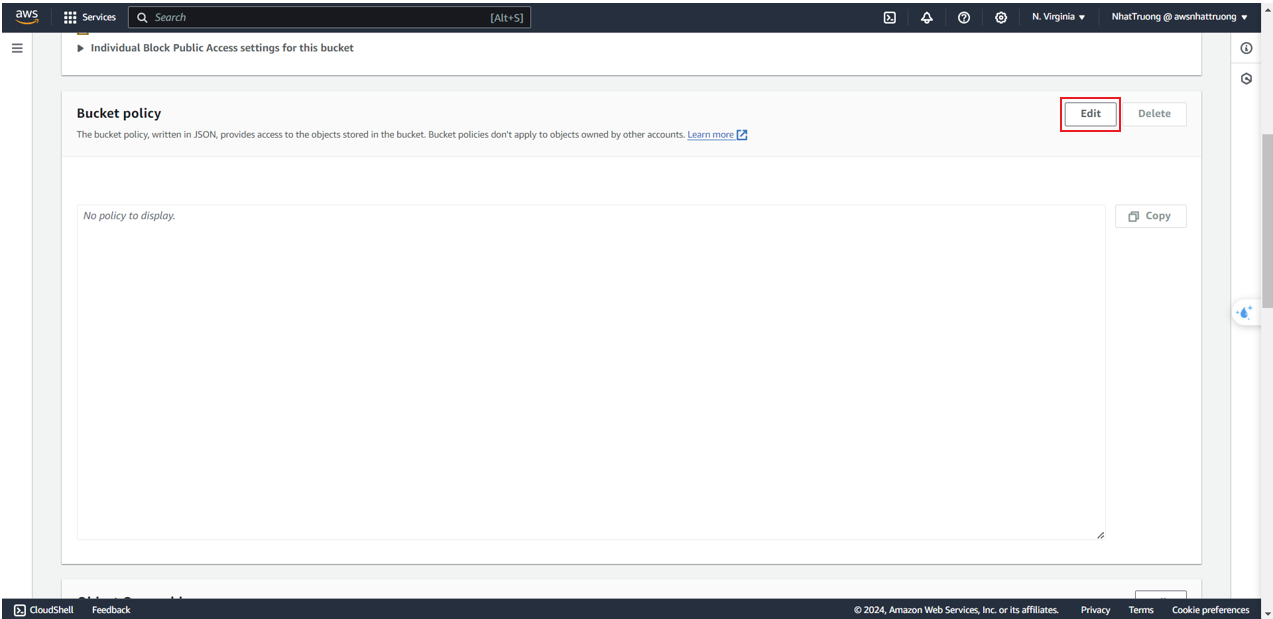 aws
Services
Search
[Alt+S]
N. Virginia
NhatTruong @ awsnhattruong
Individual Block Public Access settings for this bucket
Bucket policy
Edit
Delete
The bucket policy, written in JSON, provides access to the objects stored in the bucket. Bucket policies don't apply to objects owned by other accounts. Learn more
No policy to display.
Copy
CloudShell
Feedback
© 2024, Amazon Web Services, Inc. or its affiliates.
Privacy
Terms
Cookie preferences